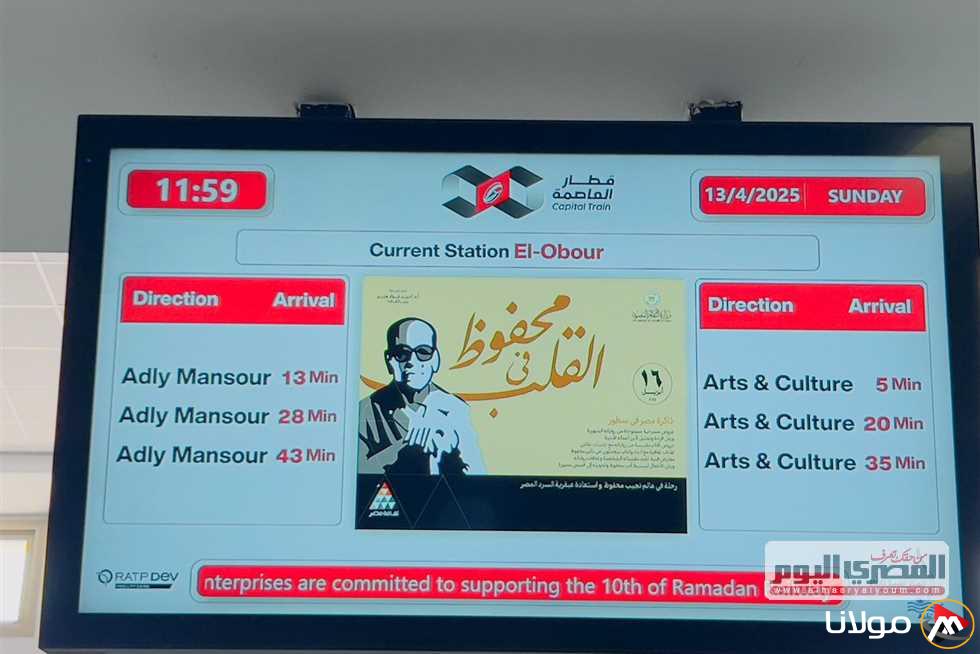 11:59
قطار
العاصمة
Capital Train
13/4/2025 SUNDAY
Current Station El-Obour
Direction Arrival
Adly Mansour 13 Min
Adly Mansour 28 Min
Adly Mansour 43 Min
محفوظ
في
القلب
١٦
أبريل
ذاكرة مصر في سطور
رحلة في عالم نجيب محفوظ واستعادة عبقرية السرد المصري
Direction Arrival
Arts & Culture 5 Min
Arts & Culture 20 Min
Arts & Culture 35 Min
RATP DEV
nterprises are committed to supporting the 10th of Ramadan
من حقك تعرف
المصري اليوم
www.almasryalyoum.com
مولانا